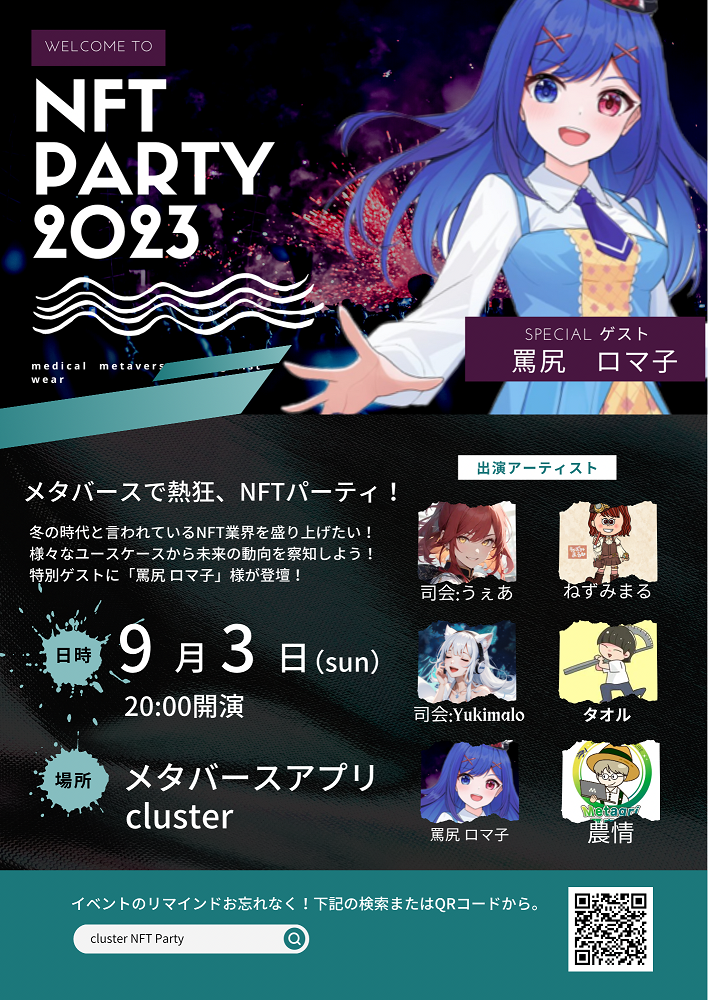 WELCOME TO
NFT
PARTY
2023
medical metavers
wear
SPECIAL ゲスト
罵尻 ロマ子
出演アーティスト
メタバースで熱狂、NFTパーティ！
冬の時代と言われているNFT業界を盛り上げたい！
様々なユースケースから未来の動向を察知しよう！
特別ゲストに「罵尻 ロマ子」様が登壇！
司会:うぇあ
ねずみまる
日時
9月3日(sun)
20:00開演
司会:Yukimalo
タオル
場所
メタバースアプリ
cluster
罵尻 ロマ子
農情
イベントのリマインドお忘れなく！下記の検索またはQRコードから。
cluster NFT Party